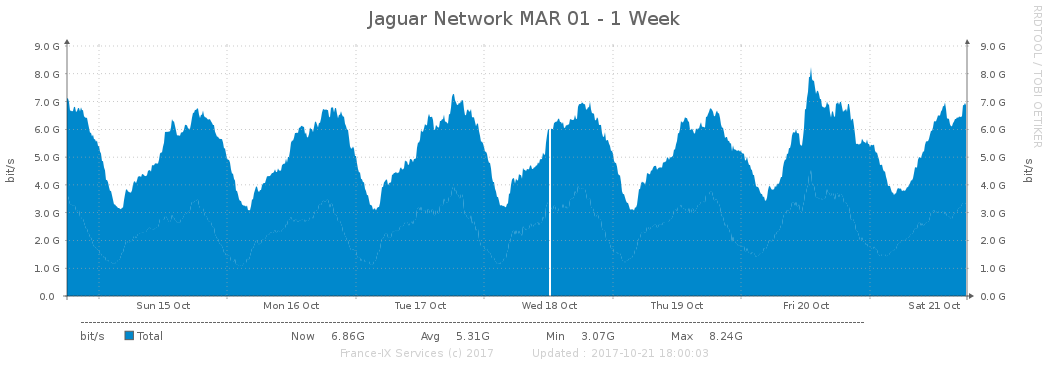 Jaguar Network MAR 01 - 1 Week
RRDTOOL / TOBI OETIKER
bit/s
9.0 G 9.0 G
8.0 G 8.0 G
7.0 G 7.0 G
6.0 G 6.0 G
5.0 G 5.0 G
4.0 G 4.0 G
3.0 G 3.0 G
2.0 G 2.0 G
1.0 G 1.0 G
0.0 0.0 G
bit/s
Sun 15 Oct Mon 16 Oct Tue 17 Oct Wed 18 Oct Thu 19 Oct Fri 20 Oct Sat 21 Oct
bit/s Total Now 6.86G Avg 5.31G Min 3.07G Max 8.24G
France-IX Services (c) 2017 Updated : 2017-10-21 18:00:03